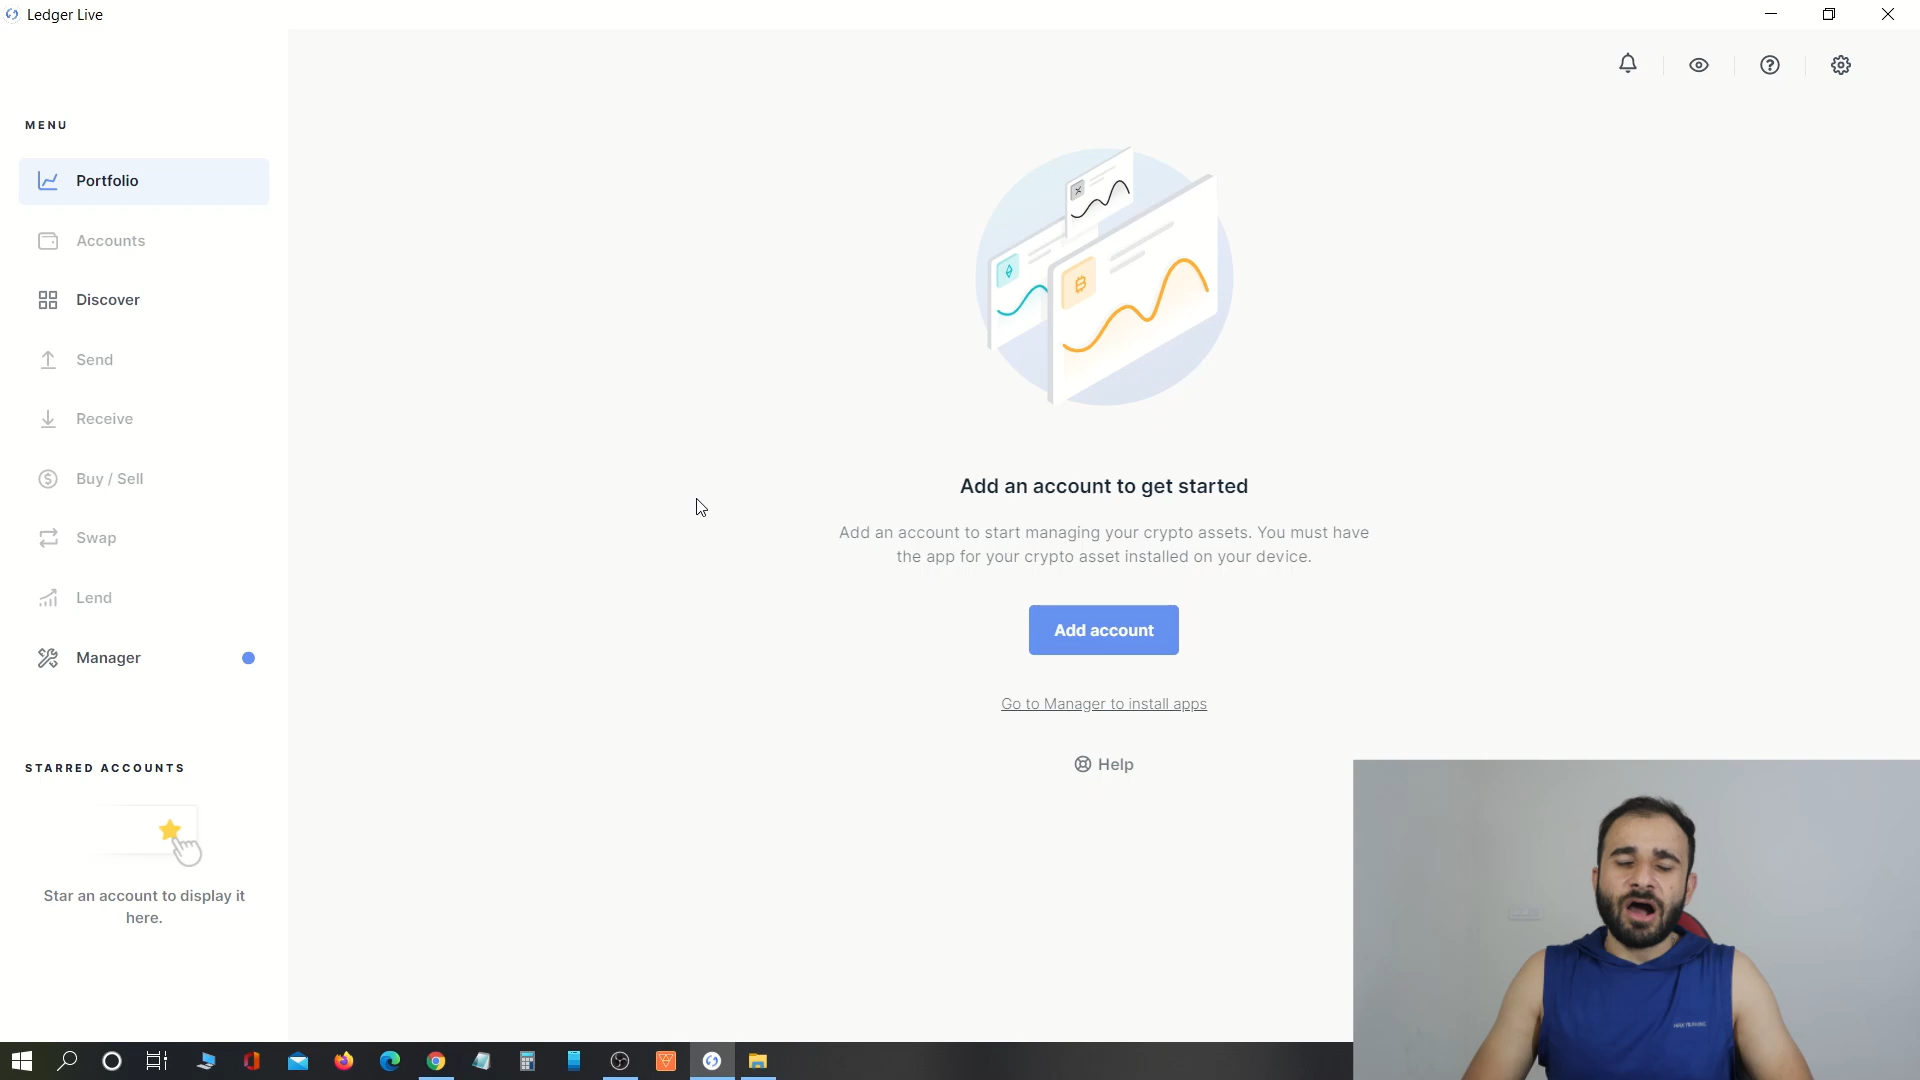 Ledger Live
MENU
Portfolio
Accounts
Discover
Send
Receive
Buy / Sell
Swap
Lend
Manager
STARRED ACCOUNTS
Star an account to display it
here.
Add an account to get started
Add an account to start managing your crypto assets. You must have
the app for your crypto asset installed on your device.
Add account
Go to Manager to install apps
Help